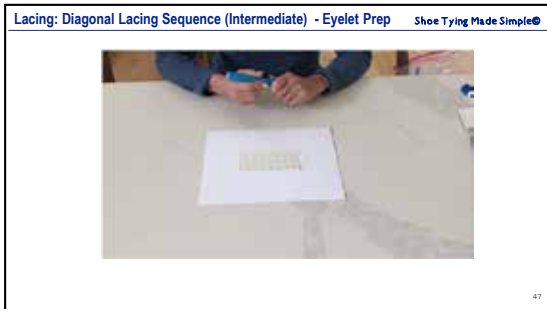 Lacing: Diagonal Lacing Sequence (Intermediate) - Eyelet Prep
Shoe Tying Made Simple©
47